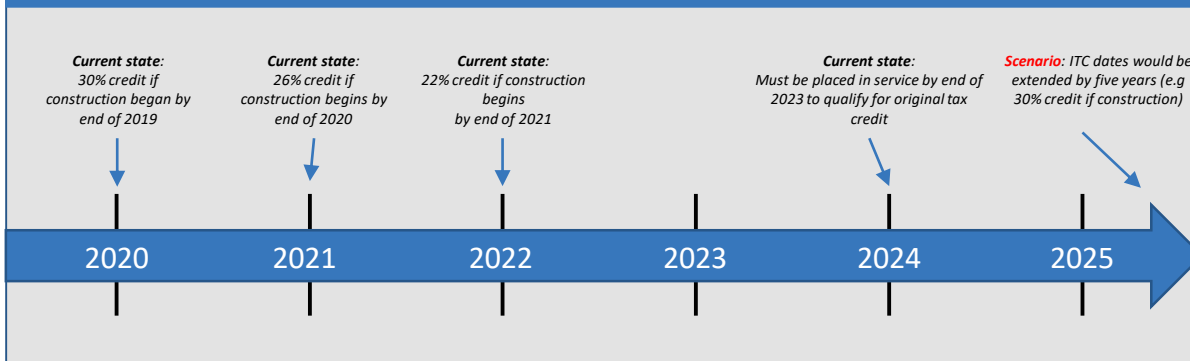 Current state:
30% credit if
construction began by
end of 2019
Current state:
26% credit if
construction begins by
end of 2020
Current state:
22% credit if construction
begins
by end of 2021
Current state:
Must be placed in service by end of
2023 to qualify for original tax
credit
Scenario: ITC dates would be
extended by five years (e.g
30% credit if construction)
2020
2021
2022
2023
2024
2025